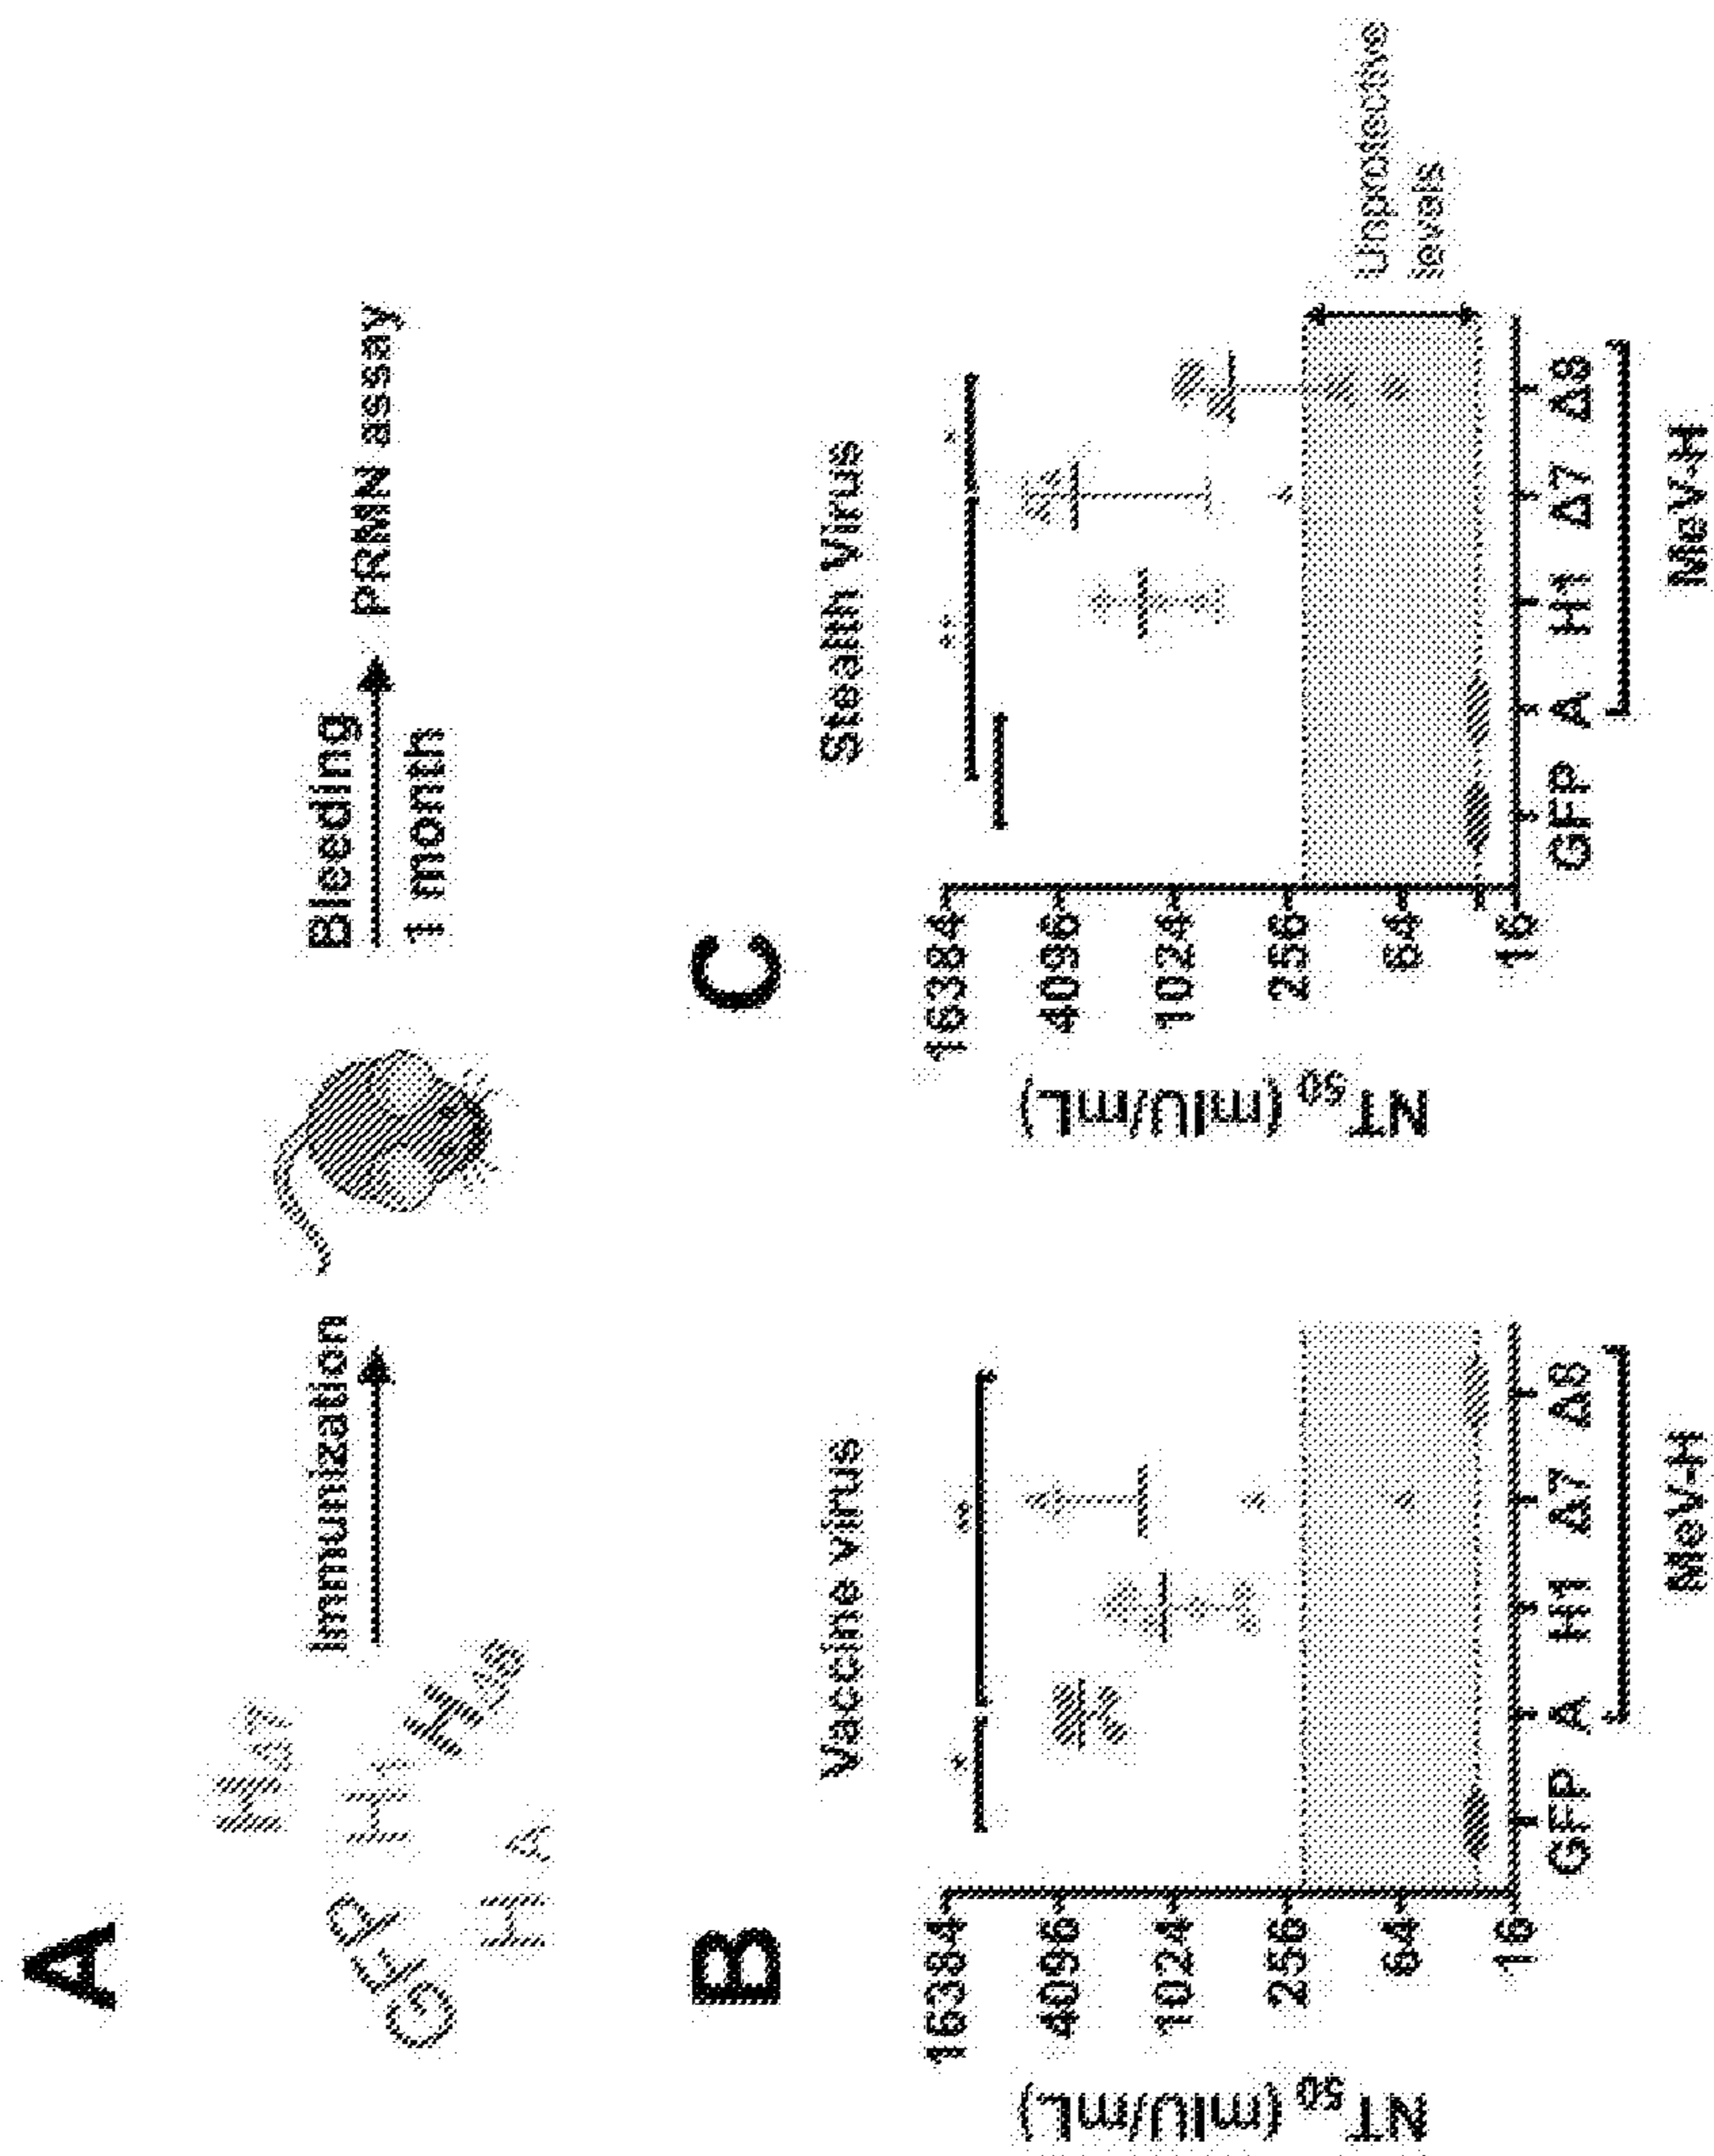 A
H Δ7
GFP H1 HΔ8
H A
Immunization
Bleeding
1 month
PRMN assay
B
Vaccine virus
NT50 (mIU/mL)
16384
4096
1024
256
64
16
**
*
GFP A H1 Δ7 Δ8
MeV-H
C
Stealth Virus
NT50 (mIU/mL)
16384
4096
1024
256
64
16
**
*
Unprotective
levels
GFP A H1 Δ7 Δ8
MeV-H